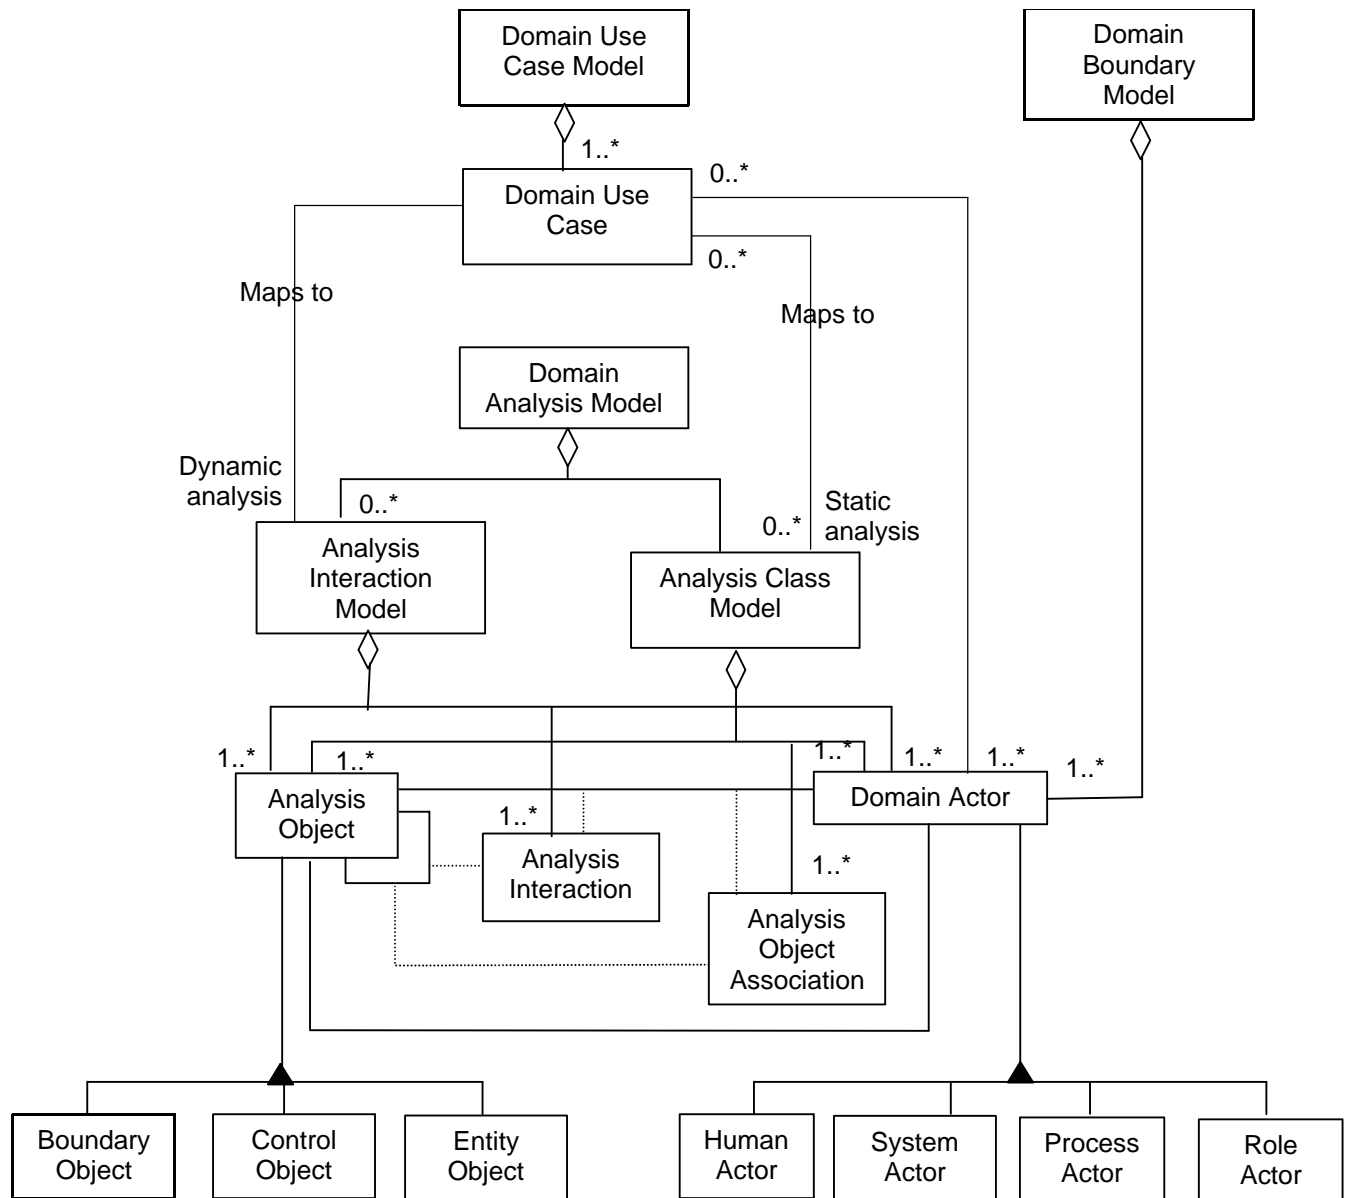 Domain Use
Case Model
Domain
Boundary
Model
1..*
Domain Use
Case
0..*
0..*
Maps to
Maps to
Domain
Analysis Model
Dynamic
analysis
0..*
Static
analysis
0..*
Analysis
Interaction
Model
Analysis Class
Model
1..*
1..*
1..*
1..*
1..*
1..*
Analysis
Object
Domain Actor
1..*
Analysis
Interaction
1..*
Analysis
Object
Association
Boundary
Object
Control
Object
Entity
Object
Human
Actor
System
Actor
Process
Actor
Role
Actor